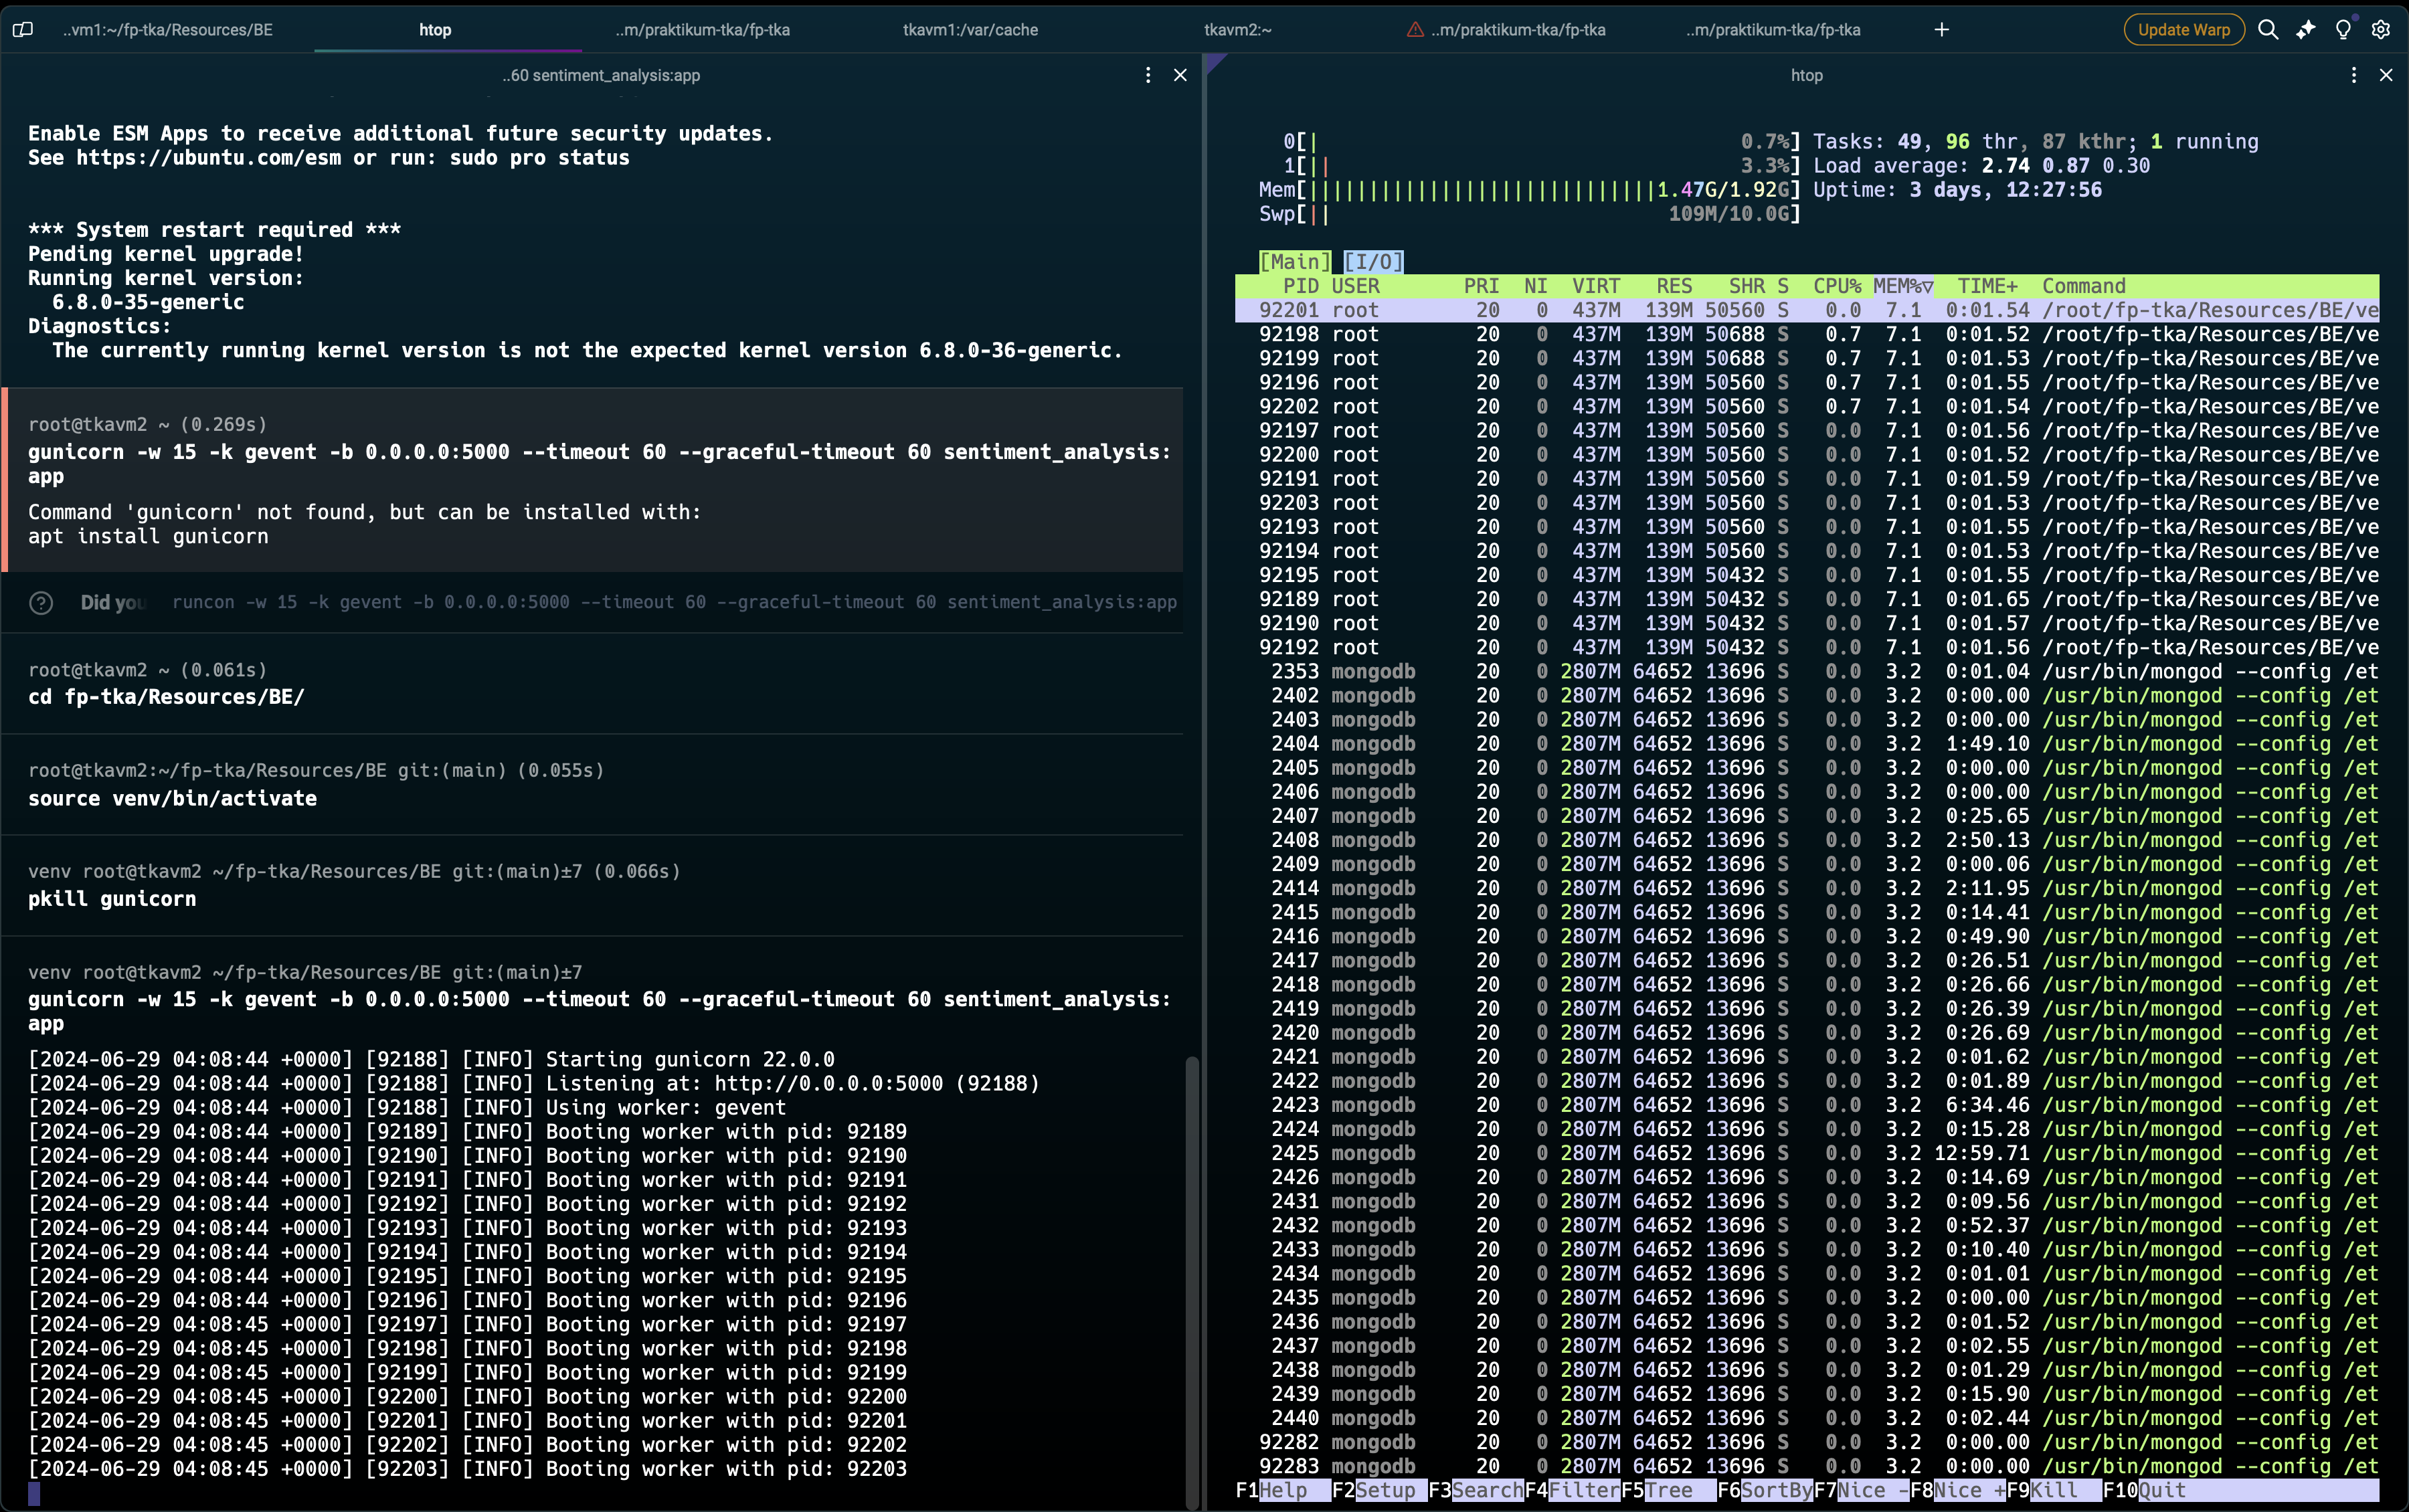 ..vm1:~/fp-tka/Resources/BE
htop
..m/praktikum-tka/fp-tka
tkavm1:/var/cache
tkavm2:~
..m/praktikum-tka/fp-tka
..m/praktikum-tka/fp-tka
Update Warp
..60 sentiment_analysis:app
Enable ESM Apps to receive additional future security updates.
See https://ubuntu.com/esm or run: sudo pro status
*** System restart required ***
Pending kernel upgrade!
Running kernel version:
6.8.0-35-generic
Diagnostics:
The currently running kernel version is not the expected kernel version 6.8.0-36-generic.
root@tkavm2 ~ (0.269s)
gunicorn -w 15 -k gevent -b 0.0.0.0:5000 --timeout 60 --graceful-timeout 60 sentiment_analysis:
app
Command 'gunicorn' not found, but can be installed with:
apt install gunicorn
Did you runcon -w 15 -k gevent -b 0.0.0.0:5000 --timeout 60 --graceful-timeout 60 sentiment_analysis:app
root@tkavm2 ~ (0.061s)
cd fp-tka/Resources/BE/
root@tkavm2:~/fp-tka/Resources/BE git:(main) (0.055s)
source venv/bin/activate
venv root@tkavm2 ~/fp-tka/Resources/BE git:(main)±7 (0.066s)
pkill gunicorn
venv root@tkavm2 ~/fp-tka/Resources/BE git:(main)±7
gunicorn -w 15 -k gevent -b 0.0.0.0:5000 --timeout 60 --graceful-timeout 60 sentiment_analysis:
app
[2024-06-29 04:08:44 +0000] [92188] [INFO] Starting gunicorn 22.0.0
[2024-06-29 04:08:44 +0000] [92188] [INFO] Listening at: http://0.0.0.0:5000 (92188)
[2024-06-29 04:08:44 +0000] [92188] [INFO] Using worker: gevent
[2024-06-29 04:08:44 +0000] [92189] [INFO] Booting worker with pid: 92189
[2024-06-29 04:08:44 +0000] [92190] [INFO] Booting worker with pid: 92190
[2024-06-29 04:08:44 +0000] [92191] [INFO] Booting worker with pid: 92191
[2024-06-29 04:08:44 +0000] [92192] [INFO] Booting worker with pid: 92192
[2024-06-29 04:08:44 +0000] [92193] [INFO] Booting worker with pid: 92193
[2024-06-29 04:08:44 +0000] [92194] [INFO] Booting worker with pid: 92194
[2024-06-29 04:08:44 +0000] [92195] [INFO] Booting worker with pid: 92195
[2024-06-29 04:08:44 +0000] [92196] [INFO] Booting worker with pid: 92196
[2024-06-29 04:08:45 +0000] [92197] [INFO] Booting worker with pid: 92197
[2024-06-29 04:08:45 +0000] [92198] [INFO] Booting worker with pid: 92198
[2024-06-29 04:08:45 +0000] [92199] [INFO] Booting worker with pid: 92199
[2024-06-29 04:08:45 +0000] [92200] [INFO] Booting worker with pid: 92200
[2024-06-29 04:08:45 +0000] [92201] [INFO] Booting worker with pid: 92201
[2024-06-29 04:08:45 +0000] [92202] [INFO] Booting worker with pid: 92202
[2024-06-29 04:08:45 +0000] [92203] [INFO] Booting worker with pid: 92203
htop
0[| 0.7%] Tasks: 49, 96 thr, 87 kthr; 1 running
1[|| 3.3%] Load average: 2.74 0.87 0.30
Mem[|||||||||||||||||||||||||||||1.47G/1.92G] Uptime: 3 days, 12:27:56
Swp[|| 109M/10.0G]
[Main] [I/O]
PID USER PRI NI VIRT RES SHR S CPU% MEM%▽ TIME+ Command
92201 root 20 0 437M 139M 50560 S 0.0 7.1 0:01.54 /root/fp-tka/Resources/BE/ve
92198 root 20 0 437M 139M 50688 S 0.7 7.1 0:01.52 /root/fp-tka/Resources/BE/ve
92199 root 20 0 437M 139M 50688 S 0.7 7.1 0:01.53 /root/fp-tka/Resources/BE/ve
92196 root 20 0 437M 139M 50560 S 0.7 7.1 0:01.55 /root/fp-tka/Resources/BE/ve
92202 root 20 0 437M 139M 50560 S 0.7 7.1 0:01.54 /root/fp-tka/Resources/BE/ve
92197 root 20 0 437M 139M 50560 S 0.0 7.1 0:01.56 /root/fp-tka/Resources/BE/ve
92200 root 20 0 437M 139M 50560 S 0.0 7.1 0:01.52 /root/fp-tka/Resources/BE/ve
92191 root 20 0 437M 139M 50560 S 0.0 7.1 0:01.59 /root/fp-tka/Resources/BE/ve
92203 root 20 0 437M 139M 50560 S 0.0 7.1 0:01.53 /root/fp-tka/Resources/BE/ve
92193 root 20 0 437M 139M 50560 S 0.0 7.1 0:01.55 /root/fp-tka/Resources/BE/ve
92194 root 20 0 437M 139M 50560 S 0.0 7.1 0:01.53 /root/fp-tka/Resources/BE/ve
92195 root 20 0 437M 139M 50432 S 0.0 7.1 0:01.55 /root/fp-tka/Resources/BE/ve
92189 root 20 0 437M 139M 50432 S 0.0 7.1 0:01.65 /root/fp-tka/Resources/BE/ve
92190 root 20 0 437M 139M 50432 S 0.0 7.1 0:01.57 /root/fp-tka/Resources/BE/ve
92192 root 20 0 437M 139M 50432 S 0.0 7.1 0:01.56 /root/fp-tka/Resources/BE/ve
2353 mongodb 20 0 2807M 64652 13696 S 0.0 3.2 0:01.04 /usr/bin/mongod --config /et
2402 mongodb 20 0 2807M 64652 13696 S 0.0 3.2 0:00.00 /usr/bin/mongod --config /et
2403 mongodb 20 0 2807M 64652 13696 S 0.0 3.2 0:00.00 /usr/bin/mongod --config /et
2404 mongodb 20 0 2807M 64652 13696 S 0.0 3.2 1:49.10 /usr/bin/mongod --config /et
2405 mongodb 20 0 2807M 64652 13696 S 0.0 3.2 0:00.00 /usr/bin/mongod --config /et
2406 mongodb 20 0 2807M 64652 13696 S 0.0 3.2 0:00.00 /usr/bin/mongod --config /et
2407 mongodb 20 0 2807M 64652 13696 S 0.0 3.2 0:25.65 /usr/bin/mongod --config /et
2408 mongodb 20 0 2807M 64652 13696 S 0.0 3.2 2:50.13 /usr/bin/mongod --config /et
2409 mongodb 20 0 2807M 64652 13696 S 0.0 3.2 0:00.06 /usr/bin/mongod --config /et
2414 mongodb 20 0 2807M 64652 13696 S 0.0 3.2 2:11.95 /usr/bin/mongod --config /et
2415 mongodb 20 0 2807M 64652 13696 S 0.0 3.2 0:14.41 /usr/bin/mongod --config /et
2416 mongodb 20 0 2807M 64652 13696 S 0.0 3.2 0:49.90 /usr/bin/mongod --config /et
2417 mongodb 20 0 2807M 64652 13696 S 0.0 3.2 0:26.51 /usr/bin/mongod --config /et
2418 mongodb 20 0 2807M 64652 13696 S 0.0 3.2 0:26.66 /usr/bin/mongod --config /et
2419 mongodb 20 0 2807M 64652 13696 S 0.0 3.2 0:26.39 /usr/bin/mongod --config /et
2420 mongodb 20 0 2807M 64652 13696 S 0.0 3.2 0:26.69 /usr/bin/mongod --config /et
2421 mongodb 20 0 2807M 64652 13696 S 0.0 3.2 0:01.62 /usr/bin/mongod --config /et
2422 mongodb 20 0 2807M 64652 13696 S 0.0 3.2 0:01.89 /usr/bin/mongod --config /et
2423 mongodb 20 0 2807M 64652 13696 S 0.0 3.2 6:34.46 /usr/bin/mongod --config /et
2424 mongodb 20 0 2807M 64652 13696 S 0.0 3.2 0:15.28 /usr/bin/mongod --config /et
2425 mongodb 20 0 2807M 64652 13696 S 0.0 3.2 12:59.71 /usr/bin/mongod --config /et
2426 mongodb 20 0 2807M 64652 13696 S 0.0 3.2 0:14.69 /usr/bin/mongod --config /et
2431 mongodb 20 0 2807M 64652 13696 S 0.0 3.2 0:09.56 /usr/bin/mongod --config /et
2432 mongodb 20 0 2807M 64652 13696 S 0.0 3.2 0:52.37 /usr/bin/mongod --config /et
2433 mongodb 20 0 2807M 64652 13696 S 0.0 3.2 0:10.40 /usr/bin/mongod --config /et
2434 mongodb 20 0 2807M 64652 13696 S 0.0 3.2 0:01.01 /usr/bin/mongod --config /et
2435 mongodb 20 0 2807M 64652 13696 S 0.0 3.2 0:00.00 /usr/bin/mongod --config /et
2436 mongodb 20 0 2807M 64652 13696 S 0.0 3.2 0:01.52 /usr/bin/mongod --config /et
2437 mongodb 20 0 2807M 64652 13696 S 0.0 3.2 0:02.55 /usr/bin/mongod --config /et
2438 mongodb 20 0 2807M 64652 13696 S 0.0 3.2 0:01.29 /usr/bin/mongod --config /et
2439 mongodb 20 0 2807M 64652 13696 S 0.0 3.2 0:15.90 /usr/bin/mongod --config /et
2440 mongodb 20 0 2807M 64652 13696 S 0.0 3.2 0:02.44 /usr/bin/mongod --config /et
92282 mongodb 20 0 2807M 64652 13696 S 0.0 3.2 0:00.00 /usr/bin/mongod --config /et
92283 mongodb 20 0 2807M 64652 13696 S 0.0 3.2 0:00.00 /usr/bin/mongod --config /et
F1Help F2Setup F3SearchF4FilterF5Tree F6SortByF7Nice -F8Nice +F9Kill F10Quit